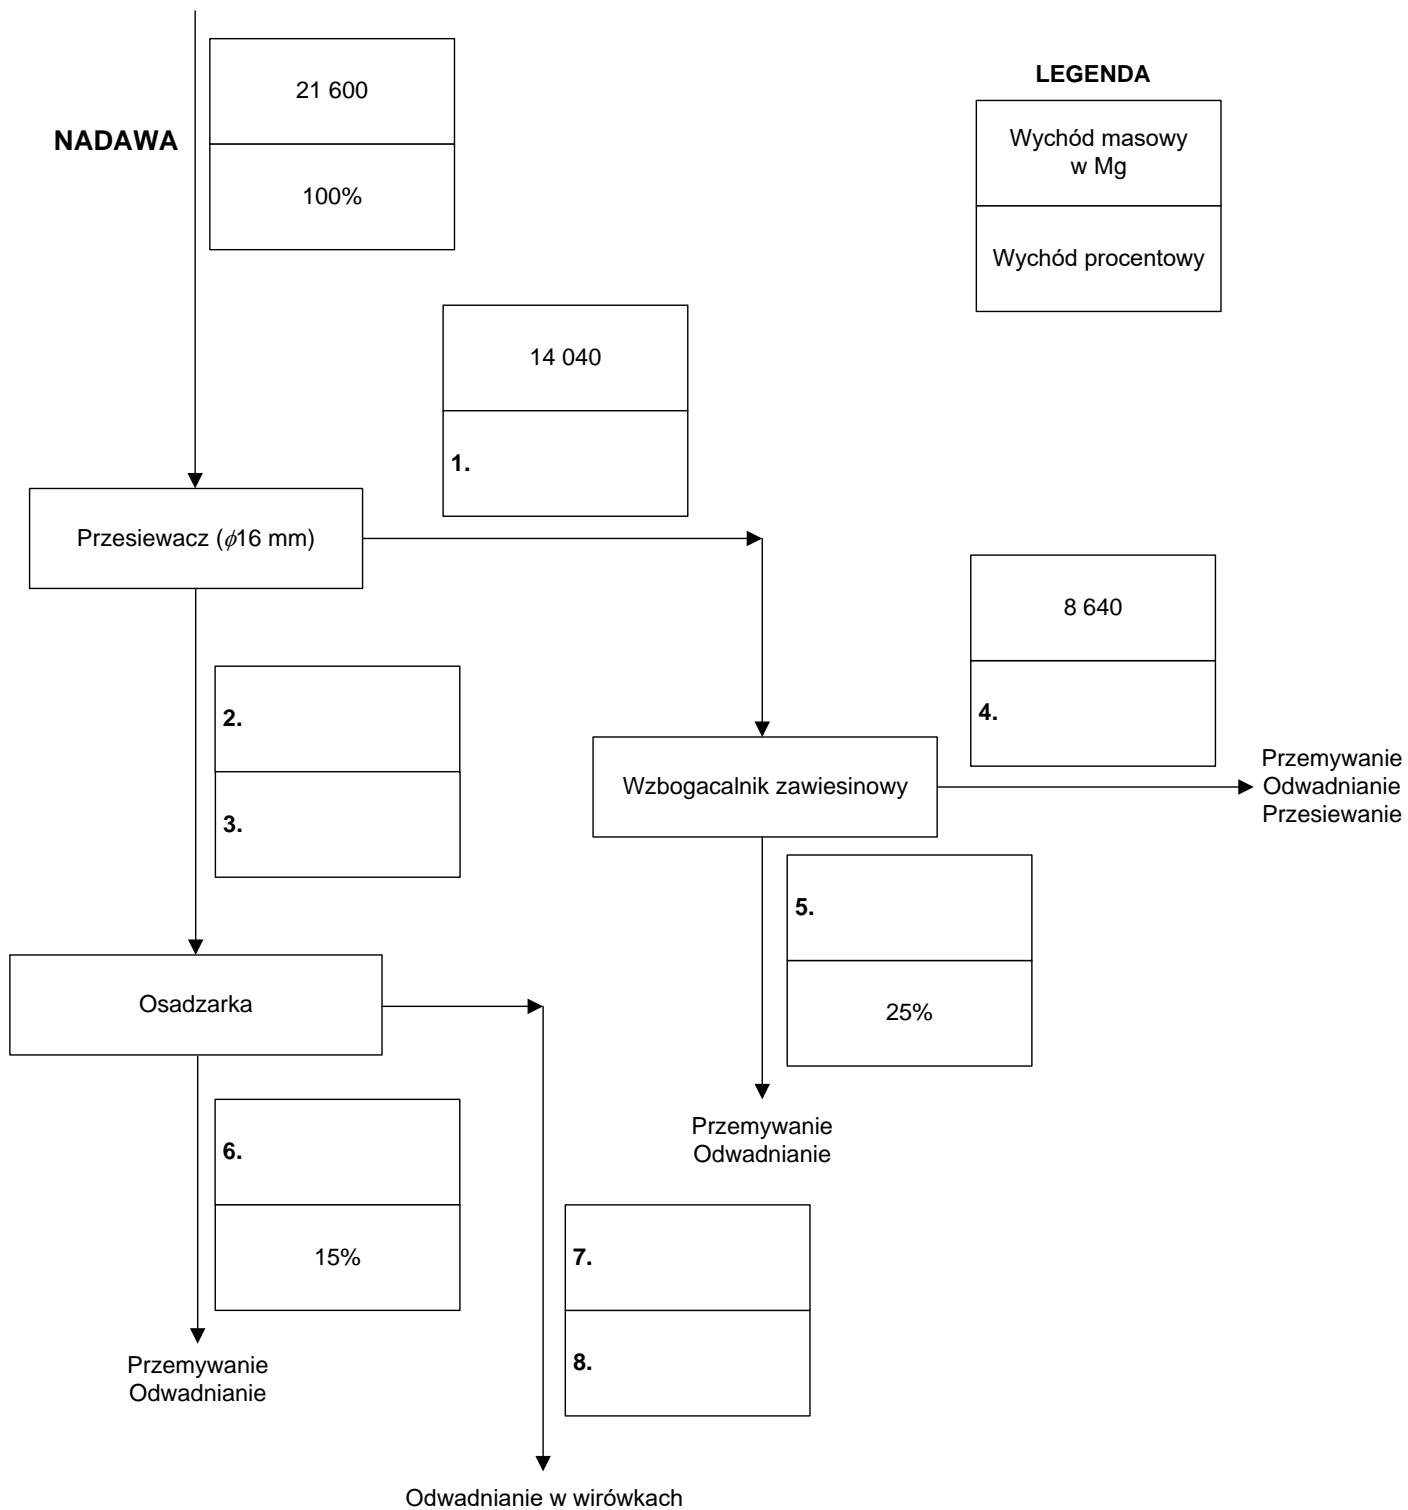 21 600
NADAWA
100%
LEGENDA
Wychód masowy
w Mg
Wychód procentowy
14 040
1.
Przesiewacz (ϕ16 mm)
8 640
4.
2.
3.
Wzbogacalnik zawiesinowy
Przemywanie
Odwadnianie
Przesiewanie
5.
25%
Osadzarka
Przemywanie
Odwadnianie
6.
15%
7.
8.
Przemywanie
Odwadnianie
Odwadnianie w wirówkach